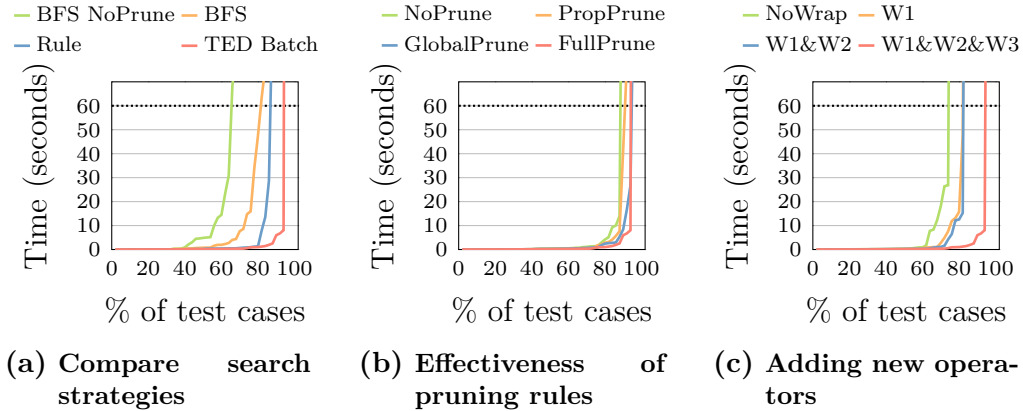 BFS NoPrune BFS
Rule TED Batch
Time (seconds)
60
50
40
30
20
10
0
0 20 40 60 80 100
% of test cases
(a) Compare search
strategies
NoPrune PropPrune
GlobalPrune FullPrune
Time (seconds)
60
50
40
30
20
10
0
0 20 40 60 80 100
% of test cases
(b) Effectiveness of
pruning rules
NoWrap W1
W1&W2 W1&W2&W3
Time (seconds)
60
50
40
30
20
10
0
0 20 40 60 80 100
% of test cases
(c) Adding new opera-
tors